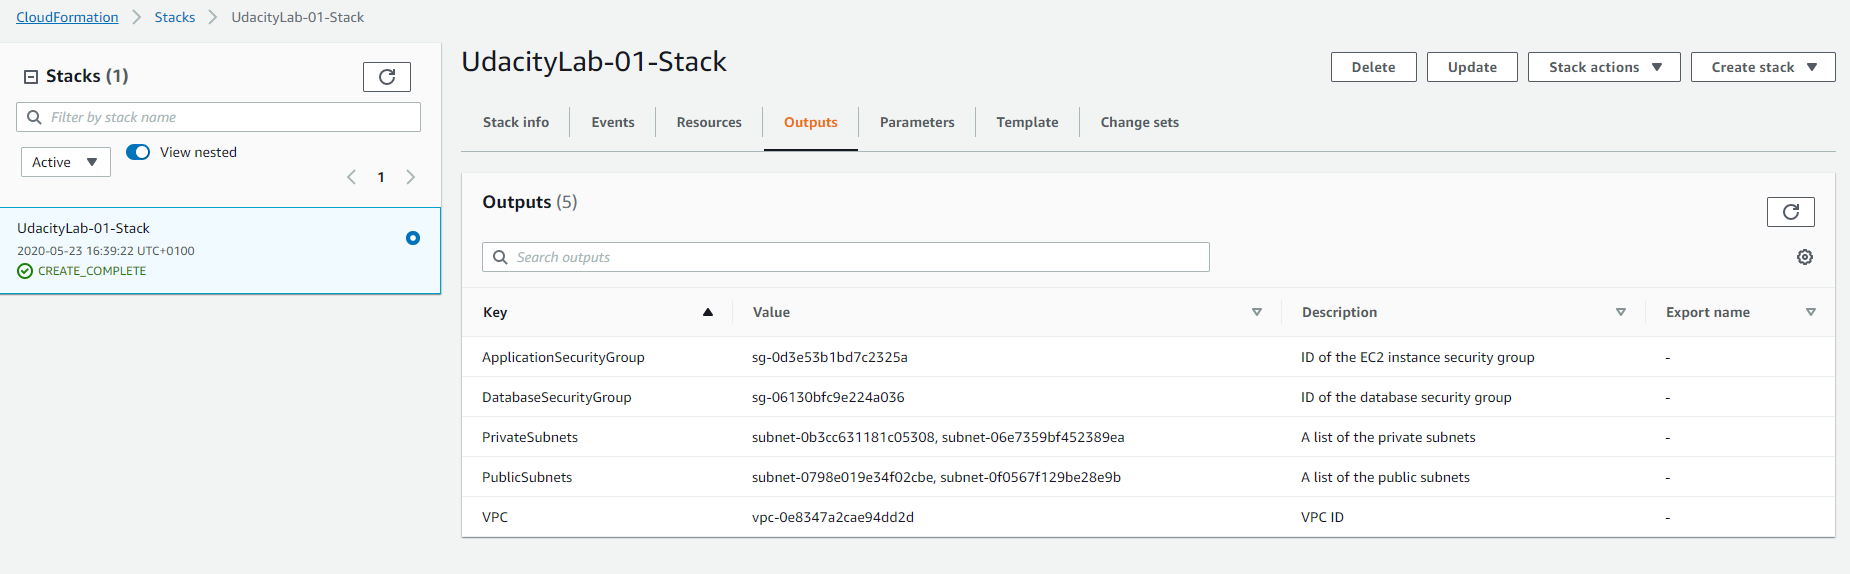 CloudFormation > Stacks > UdacityLab-01-Stack
Stacks (1)
Filter by stack name
Active
View nested
1
UdacityLab-01-Stack
2020-05-23 16:39:22 UTC+0100
CREATE_COMPLETE
UdacityLab-01-Stack
Delete Update Stack actions Create stack
Stack info Events Resources Outputs Parameters Template Change sets
Outputs (5)
Search outputs
Key Value Description Export name
ApplicationSecurityGroup sg-0d3e53b1bd7c2325a ID of the EC2 instance security group -
DatabaseSecurityGroup sg-06130bfc9e224a036 ID of the database security group -
PrivateSubnets subnet-0b3cc631181c05308, subnet-06e7359bf452389ea A list of the private subnets -
PublicSubnets subnet-0798e019e34f02cbe, subnet-0f0567f129be28e9b A list of the public subnets -
VPC vpc-0e8347a2cae94dd2d VPC ID -